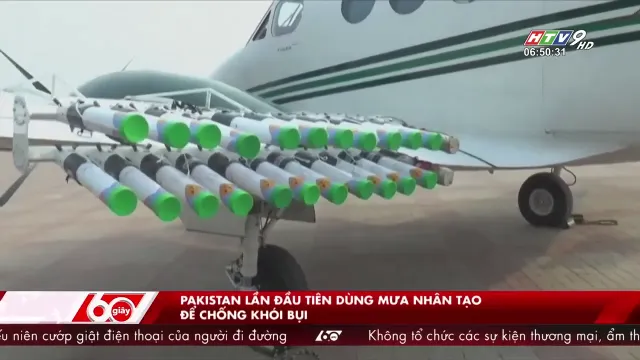 HTV9 HD
06:50:31
60 giây
PAKISTAN LẦN ĐẦU TIÊN DÙNG MƯA NHÂN TẠO
ĐỂ CHỐNG KHÓI BỤI
niên cướp giật điện thoại của người đi đường 60 Không tổ chức các sự kiện thương mại, ẩm